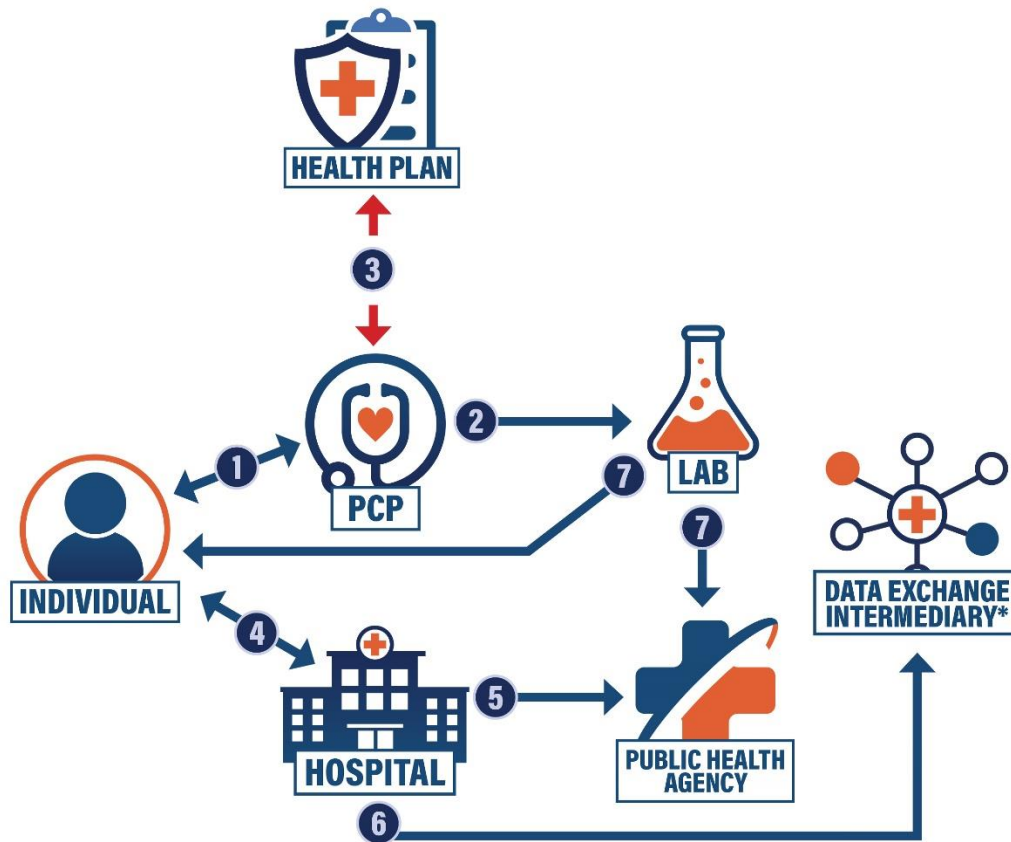 HEALTH PLAN
3
2
1
PCP
7
LAB
7
INDIVIDUAL
DATA EXCHANGE
INTERMEDIARY*
4
5
HOSPITAL
PUBLIC HEALTH
AGENCY
6